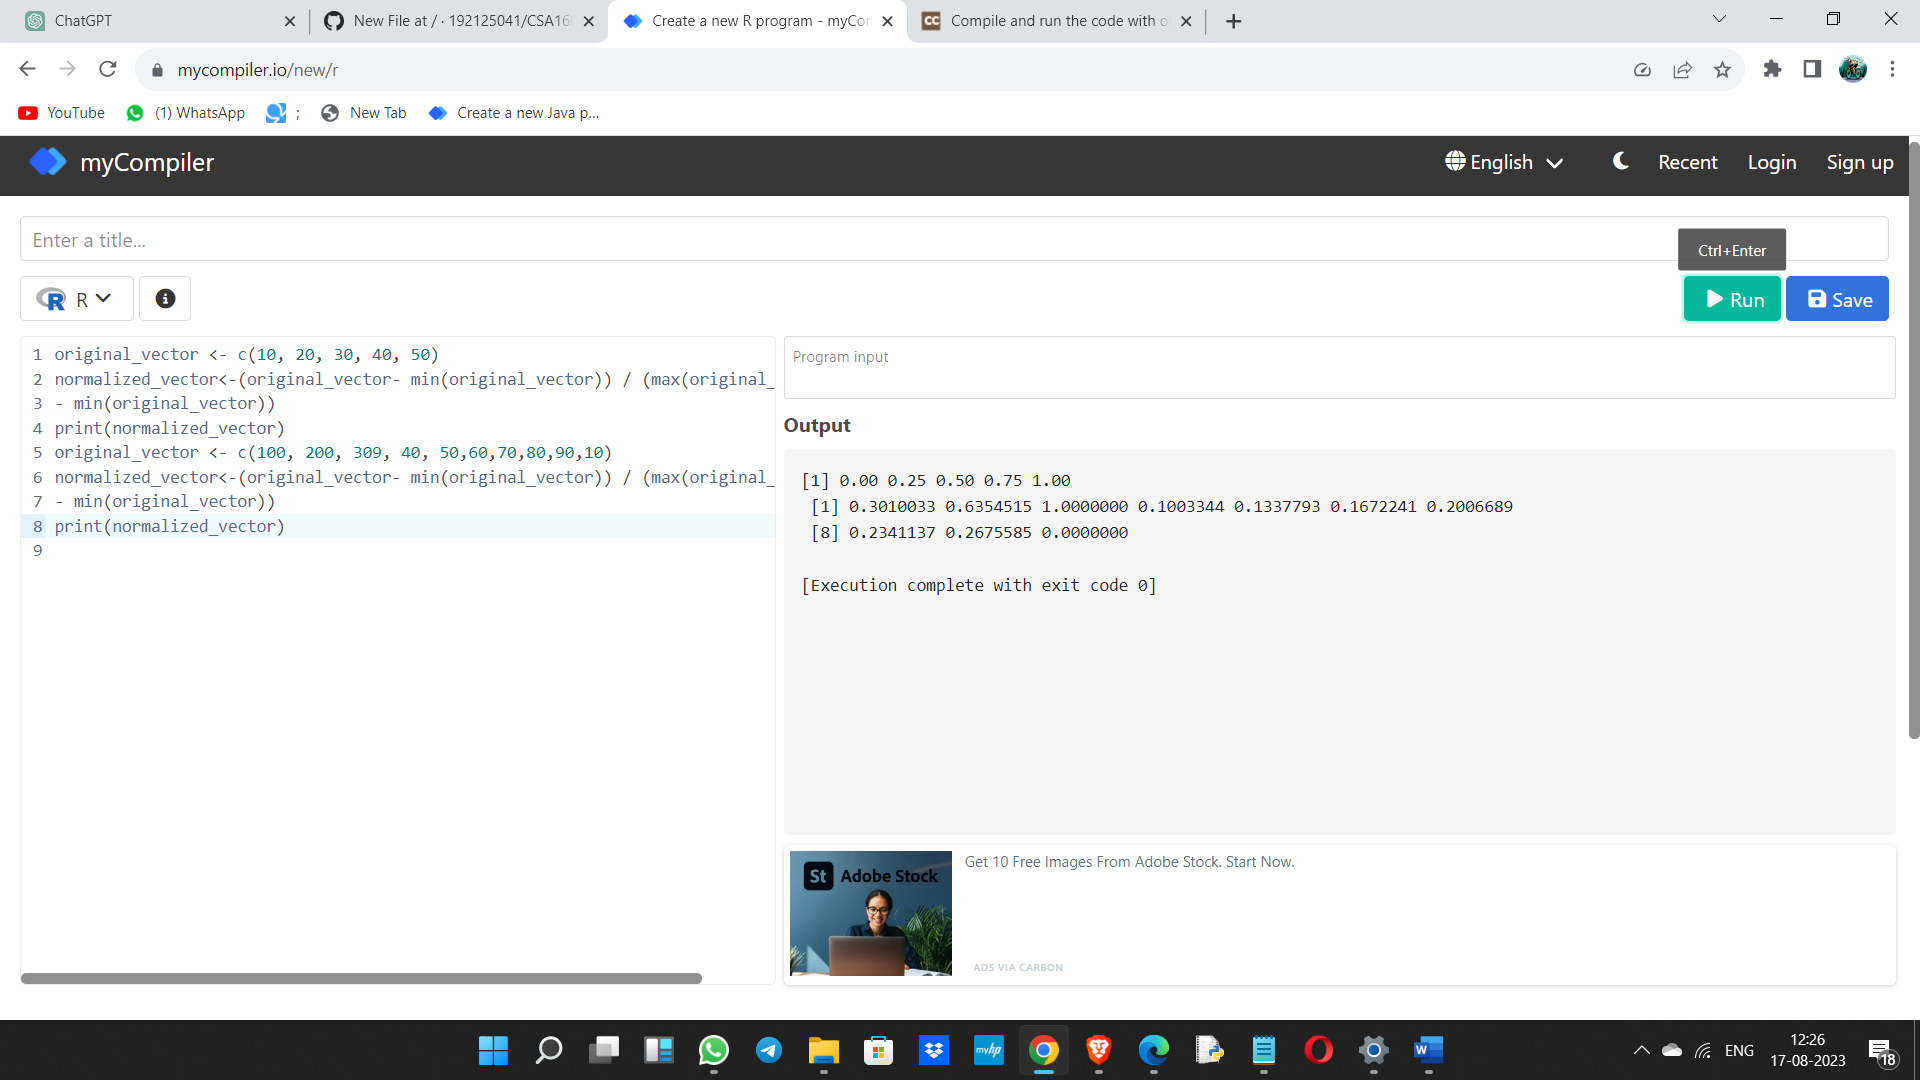 ChatGPT
New File at / · 192125041/CSA16
Create a new R program - myCo
Compile and run the code with o
mycompiler.io/new/r
YouTube
(1) WhatsApp
;
New Tab
Create a new Java p...
myCompiler
English
Recent
Login
Sign up
Enter a title...
Ctrl+Enter
R
Run
Save
1 original_vector <- c(10, 20, 30, 40, 50)
2 normalized_vector<-(original_vector- min(original_vector)) / (max(original_
3 - min(original_vector))
4 print(normalized_vector)
5 original_vector <- c(100, 200, 309, 40, 50,60,70,80,90,10)
6 normalized_vector<-(original_vector- min(original_vector)) / (max(original_
7 - min(original_vector))
8 print(normalized_vector)
9
Program input
Output
[1] 0.00 0.25 0.50 0.75 1.00
[1] 0.3010033 0.6354515 1.0000000 0.1003344 0.1337793 0.1672241 0.2006689
[8] 0.2341137 0.2675585 0.0000000
[Execution complete with exit code 0]
St Adobe Stock
Get 10 Free Images From Adobe Stock. Start Now.
ADS VIA CARBON
myhp
W
ENG
12:26
17-08-2023
18